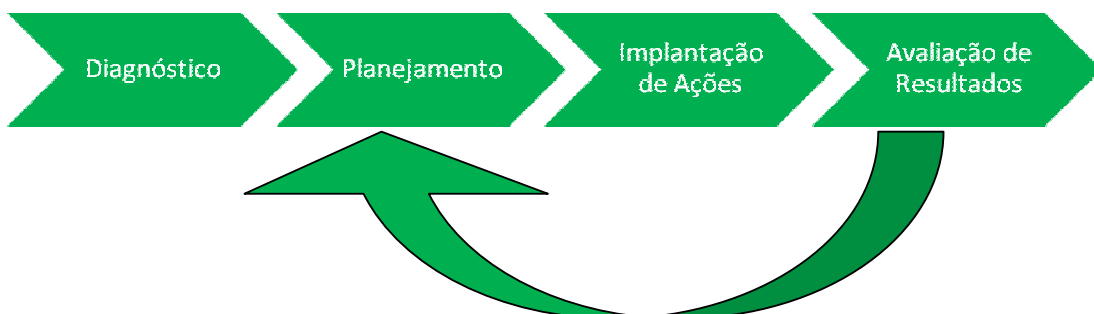 Diagnóstico
Planejamento
Implantação
de Ações
Avaliação de
Resultados